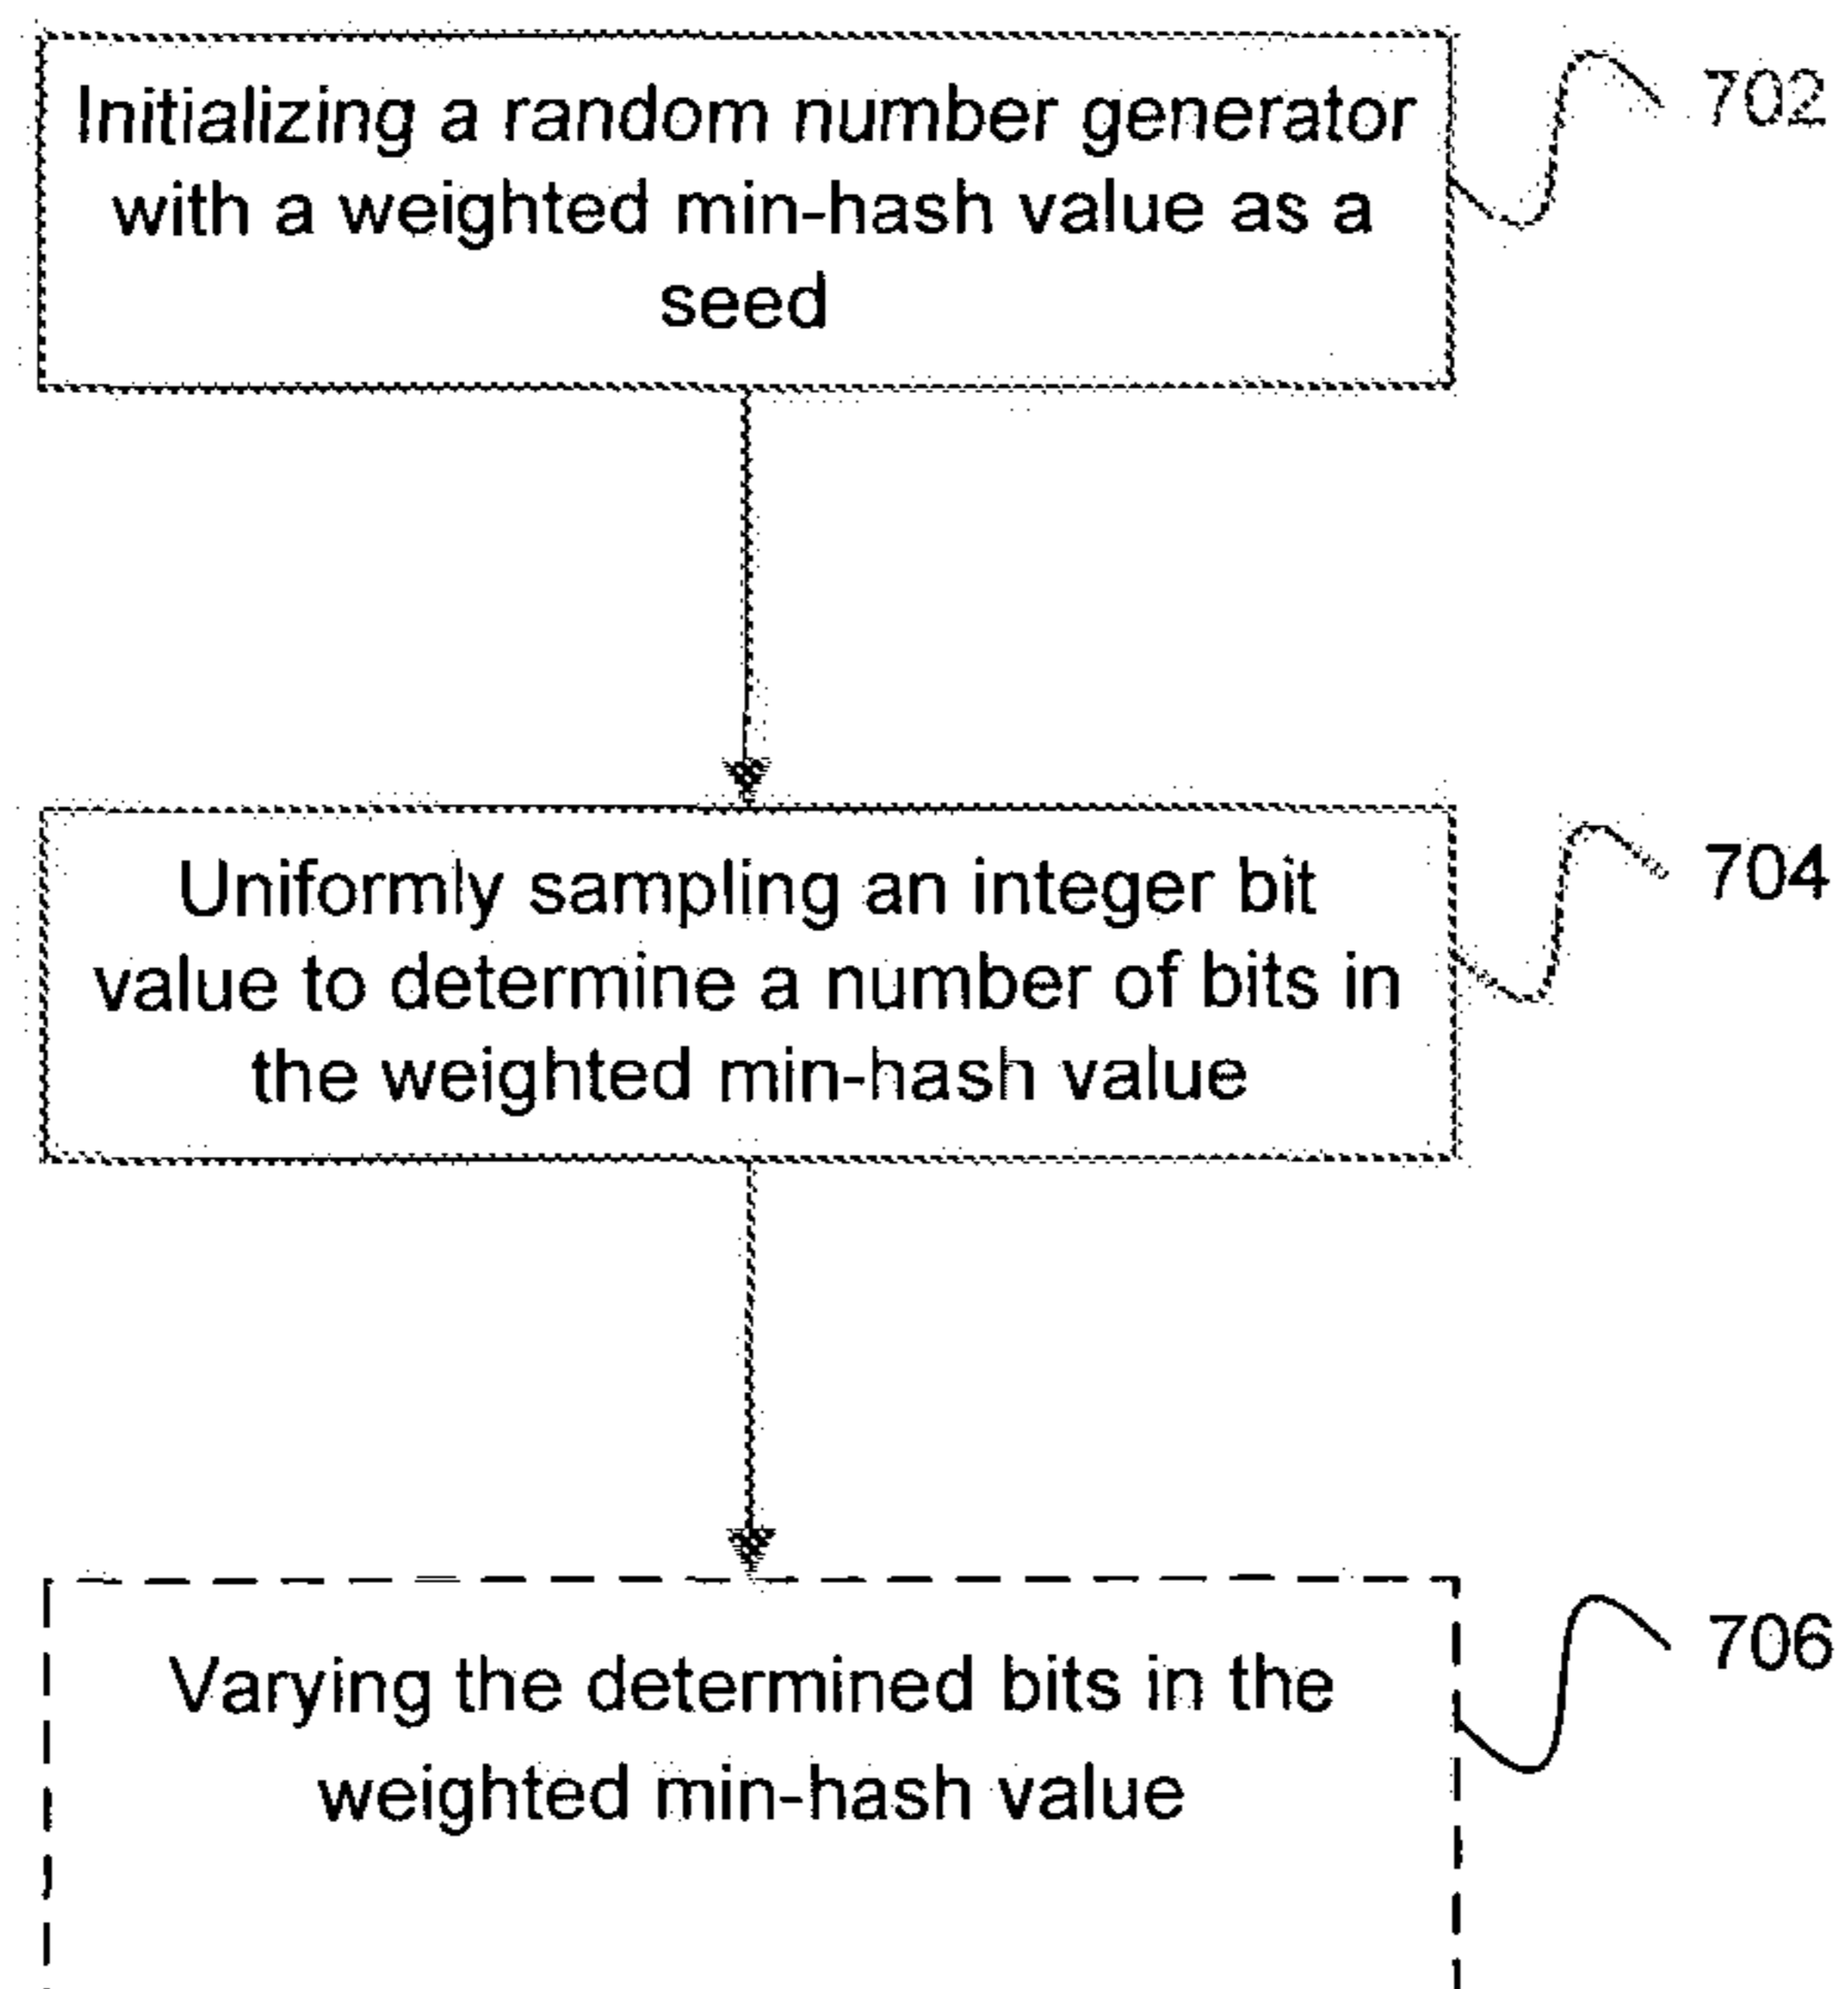 Initializing a random number generator
with a weighted min-hash value as a
seed
702
Uniformly sampling an integer bit
value to determine a number of bits in
the weighted min-hash value
704
Varying the determined bits in the
weighted min-hash value
706